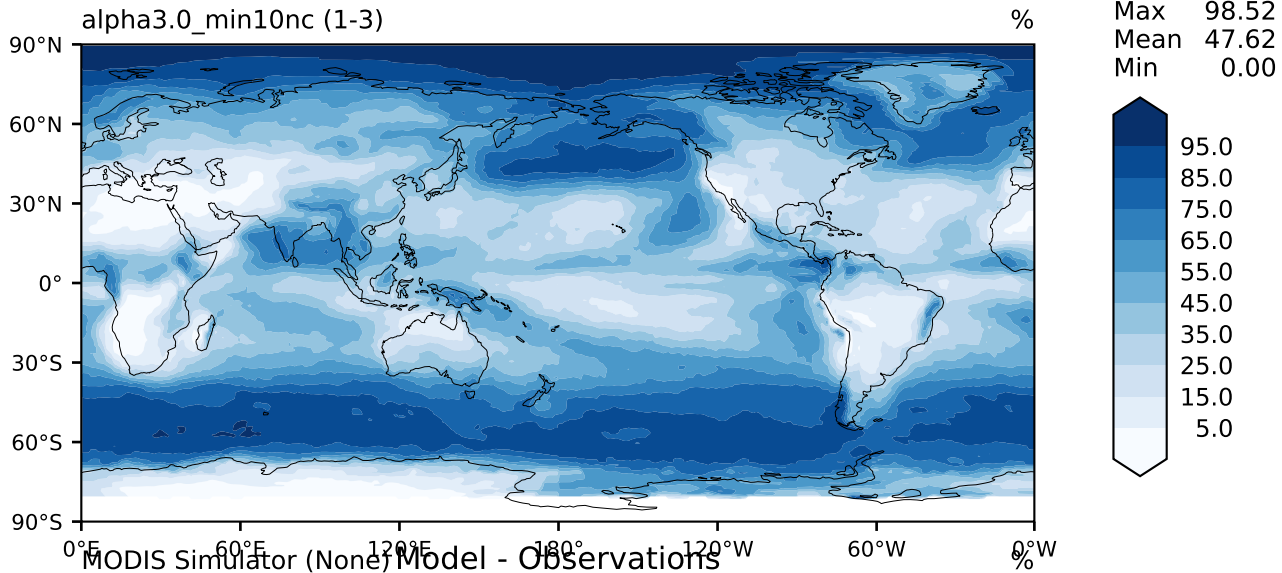 alpha3.0_min10nc (1-3) %
Max 98.52
Mean 47.62
Min 0.00
90°N
60°N
30°N
0°
30°S
60°S
90°S
95.0
85.0
75.0
65.0
55.0
45.0
35.0
25.0
15.0
5.0
0°E 60°E 120°E 180° 120°W 60°W 0°W
MODIS Simulator (None) Model - Observations %